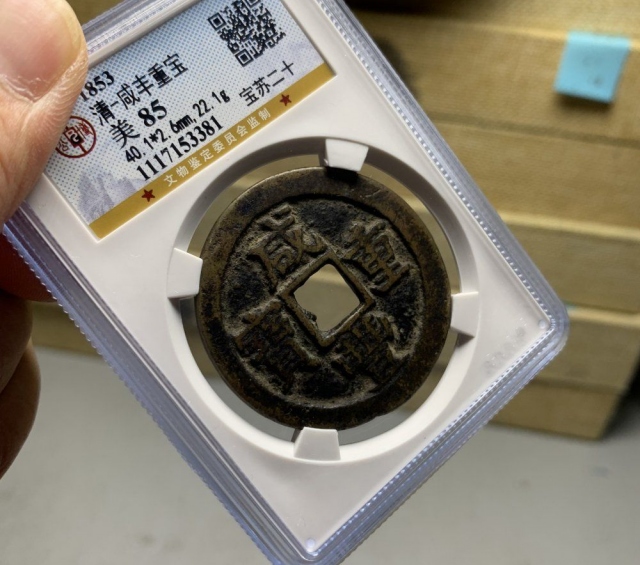 1853
清-咸丰重宝
美 85
宝苏二十
40.1*2.6mm,22.1g
1117153381
★ 文物鉴定委员会监制 ★
咸豐重寶